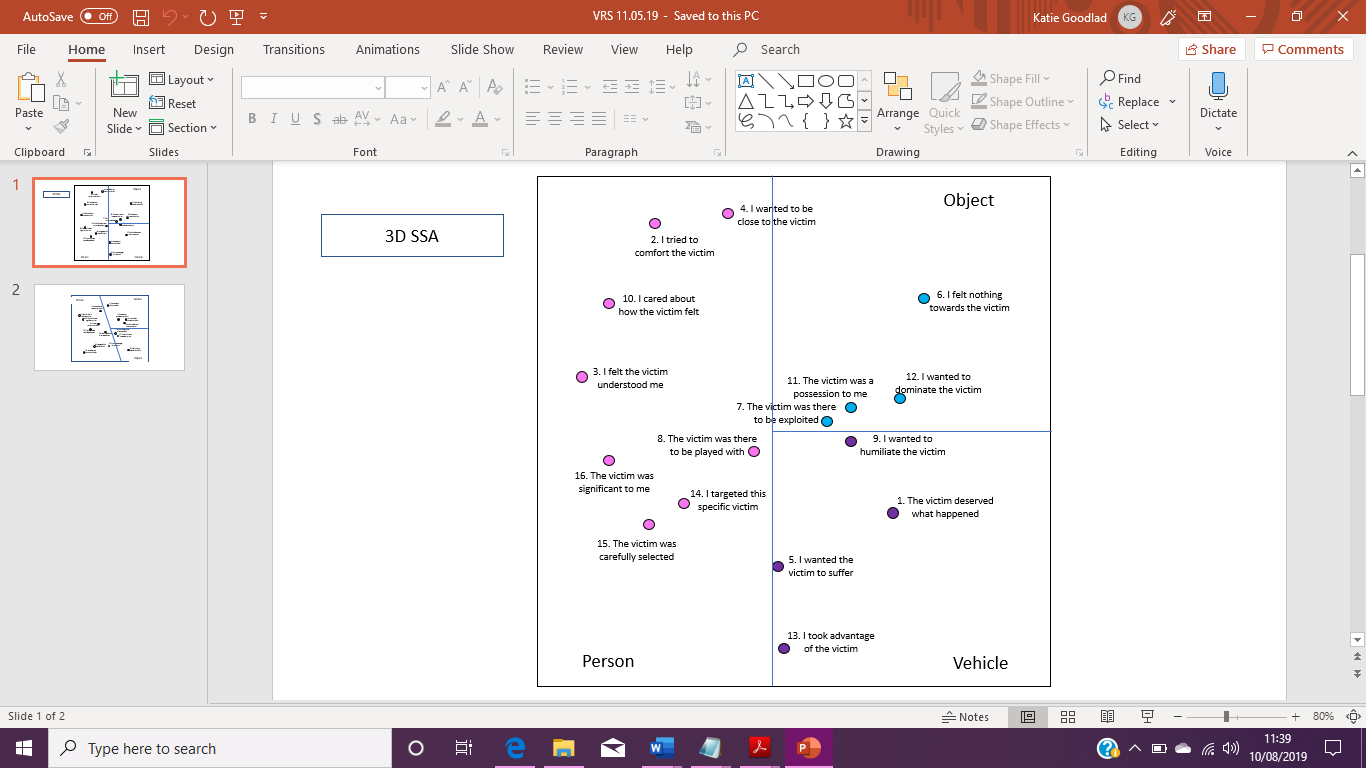 AutoSave Off
VRS 11.05.19 - Saved to this PC
Katie Goodlad KG
File Home Insert Design Transitions Animations Slide Show Review View Help Search
Share Comments
Paste
Clipboard
New
Slide
Layout
Reset
Section
Slides
Font
Paragraph
Arrange
Quick
Styles
Shape Fill
Shape Outline
Shape Effects
Drawing
Find
Replace
Select
Editing
Dictate
Voice
1
2
3D SSA
Object
4. I wanted to be
close to the victim
2. I tried to
comfort the victim
10. I cared about
how the victim felt
6. I felt nothing
towards the victim
3. I felt the victim
understood me
11. The victim was a
possession to me
12. I wanted to
dominate the victim
7. The victim was there
to be exploited
8. The victim was there
to be played with
9. I wanted to
humiliate the victim
16. The victim was
significant to me
14. I targeted this
specific victim
1. The victim deserved
what happened
15. The victim was
carefully selected
5. I wanted the
victim to suffer
13. I took advantage
of the victim
Person
Vehicle
Slide 1 of 2
Notes
80%
Type here to search
11:39
10/08/2019